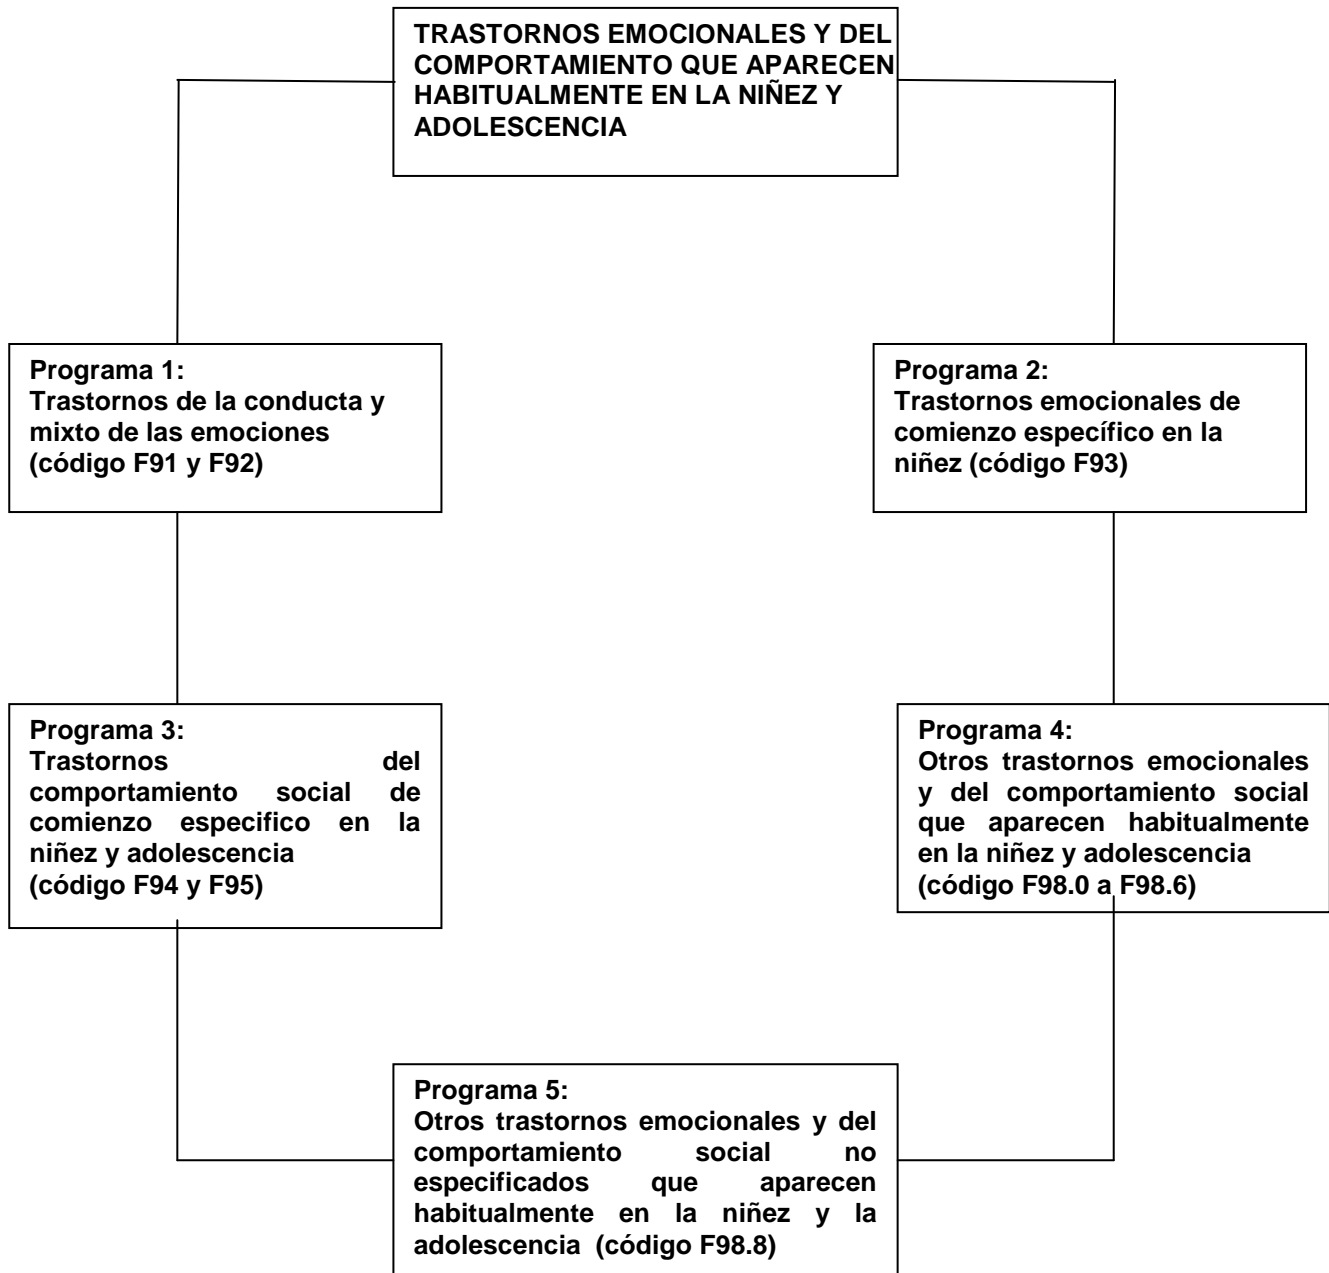 TRASTORNOS EMOCIONALES Y DEL
COMPORTAMIENTO QUE APARECEN
HABITUALMENTE EN LA NIÑEZ Y
ADOLESCENCIA
Programa 1:
Trastornos de la conducta y
mixto de las emociones
(código F91 y F92)
Programa 2:
Trastornos emocionales de
comienzo específico en la
niñez (código F93)
Programa 3:
Trastornos del
comportamiento social de
comienzo especifico en la
niñez y adolescencia
(código F94 y F95)
Programa 4:
Otros trastornos emocionales
y del comportamiento social
que aparecen habitualmente
en la niñez y adolescencia
(código F98.0 a F98.6)
Programa 5:
Otros trastornos emocionales y del
comportamiento social no
especificados que aparecen
habitualmente en la niñez y la
adolescencia (código F98.8)